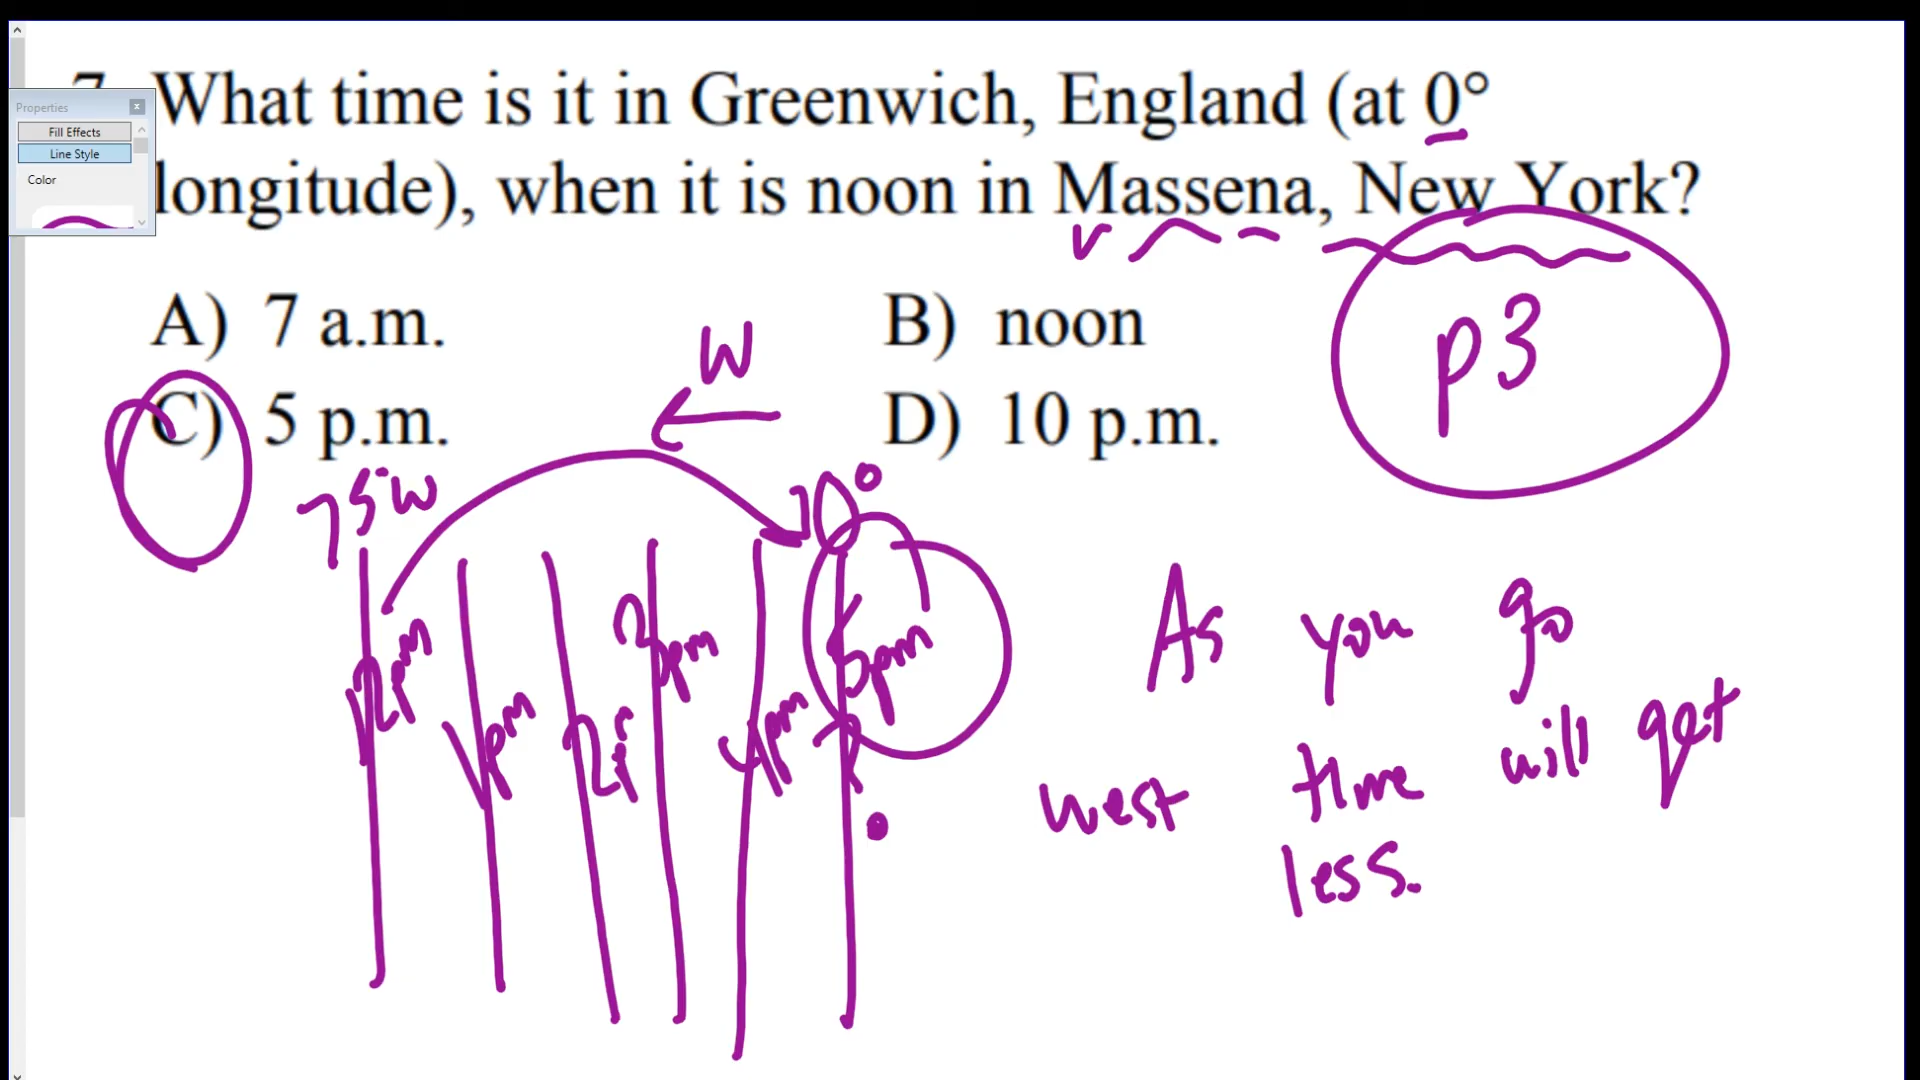 What time is it in Greenwich, England (at 0°
Properties
Fill Effects
Line Style
Color
longitude), when it is noon in Massena, New York?
A) 7 a.m.
B) noon
p3
W
C) 5 p.m.
D) 10 p.m.
75W
0°
12pm
1pm
3pm
4pm
5pm
As you go
west time will get
less.